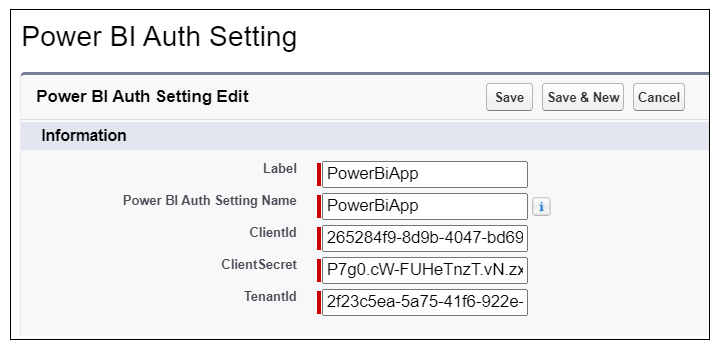 Power BI Auth Setting
Power BI Auth Setting Edit Save Save & New Cancel
Information
Label PowerBiApp
Power BI Auth Setting Name PowerBiApp i
ClientId 265284f9-8d9b-4047-bd69
ClientSecret P7g0.cW-FUHeTnzT.vN.zx
TenantId 2f23c5ea-5a75-41f6-922e-